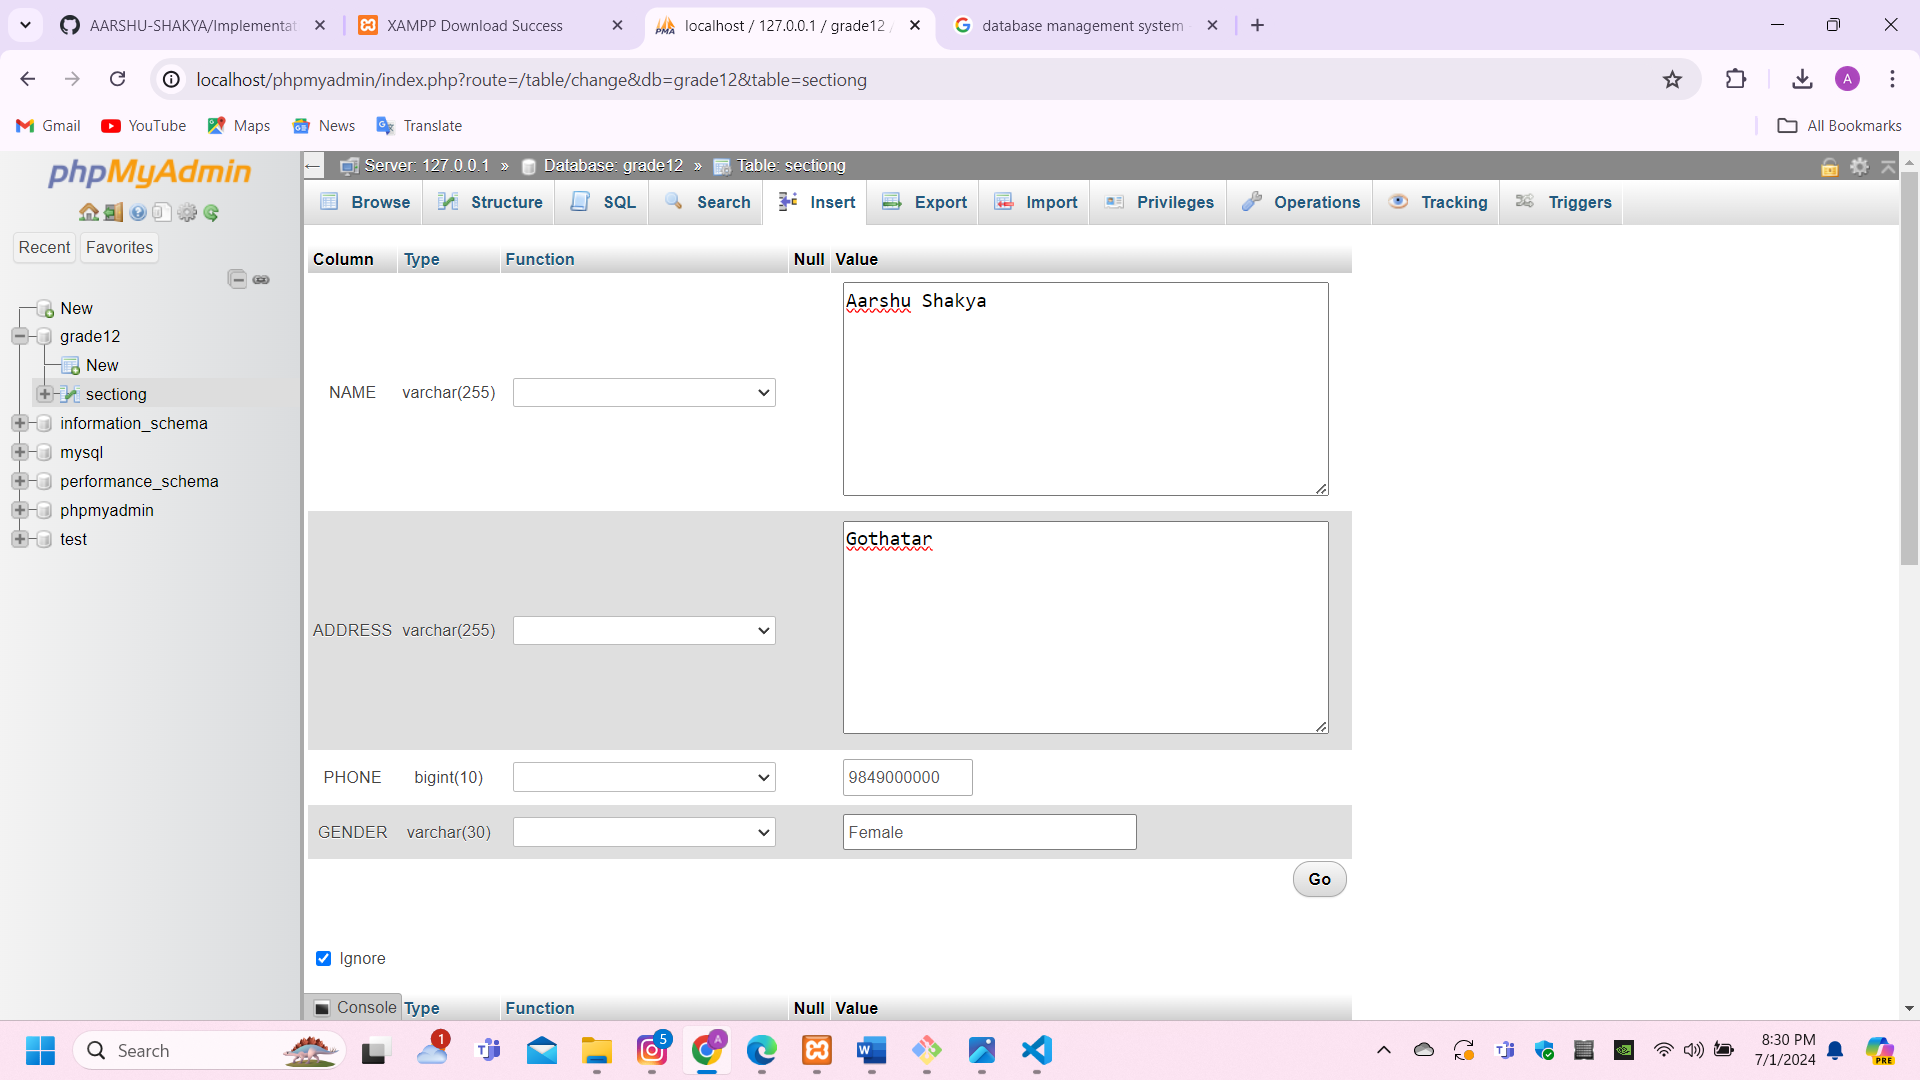 AARSHU-SHAKYA/Implementat
XAMPP Download Success
localhost / 127.0.0.1 / grade12 /
database management system
localhost/phpmyadmin/index.php?route=/table/change&db=grade12&table=sectiong
A
Gmail
YouTube
Maps
News
Translate
All Bookmarks
phpMyAdmin
Recent
Favorites
New
grade12
New
sectiong
information_schema
mysql
performance_schema
phpmyadmin
test
Server: 127.0.0.1 » Database: grade12 » Table: sectiong
Browse
Structure
SQL
Search
Insert
Export
Import
Privileges
Operations
Tracking
Triggers
Column Type Function Null Value
NAME varchar(255) Aarshu Shakya
ADDRESS varchar(255) Gothatar
PHONE bigint(10) 9849000000
GENDER varchar(30) Female
Go
Ignore
Console Type Function Null Value
Search
1
5
A
8:30 PM
7/1/2024
PRE